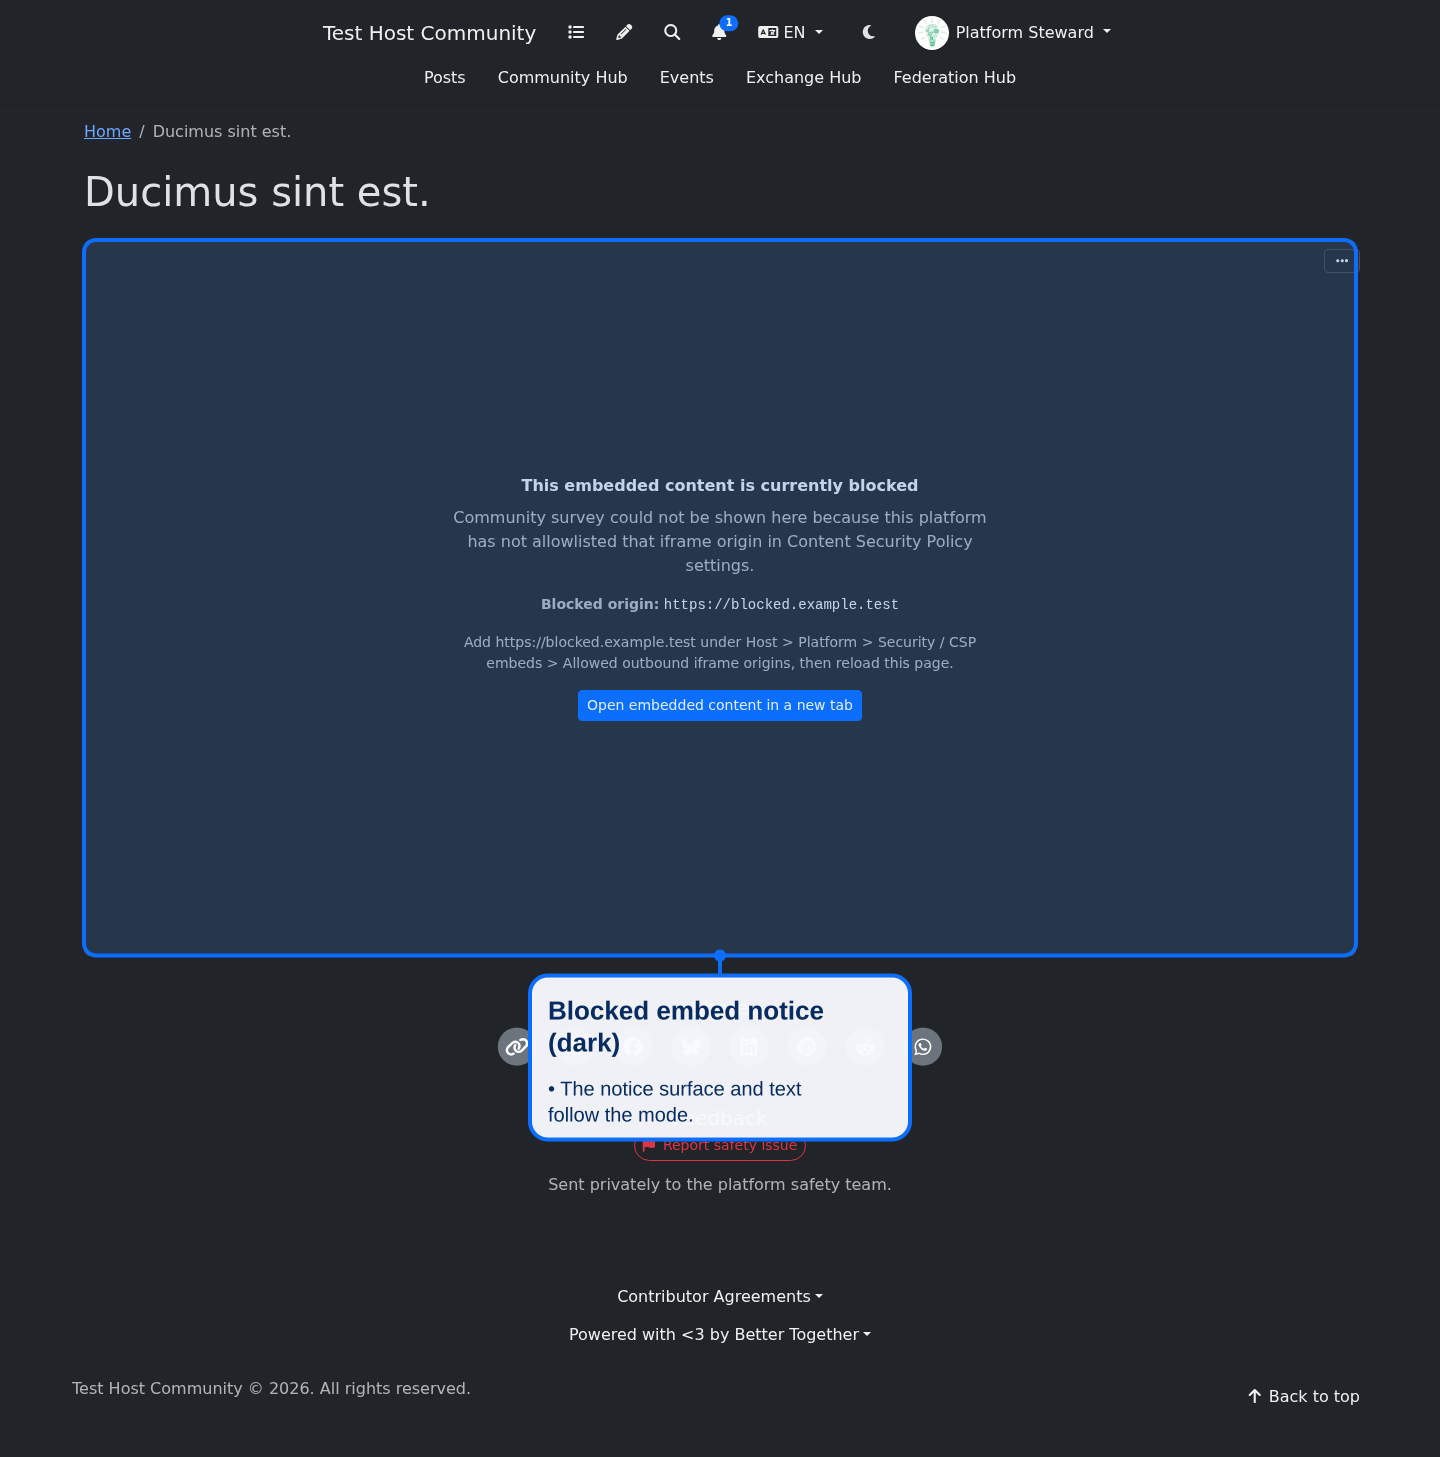 Test Host Community
1
EN
Platform Steward
Posts
Community Hub
Events
Exchange Hub
Federation Hub
Home / Ducimus sint est.
Ducimus sint est.
This embedded content is currently blocked
Community survey could not be shown here because this platform
has not allowlisted that iframe origin in Content Security Policy
settings.
Blocked origin: https://blocked.example.test
Add https://blocked.example.test under Host > Platform > Security / CSP
embeds > Allowed outbound iframe origins, then reload this page.
Open embedded content in a new tab
Blocked embed notice
(dark)
• The notice surface and text
follow the mode.
Report safety issue
Sent privately to the platform safety team.
Contributor Agreements
Powered with <3 by Better Together
Test Host Community © 2026. All rights reserved.
Back to top